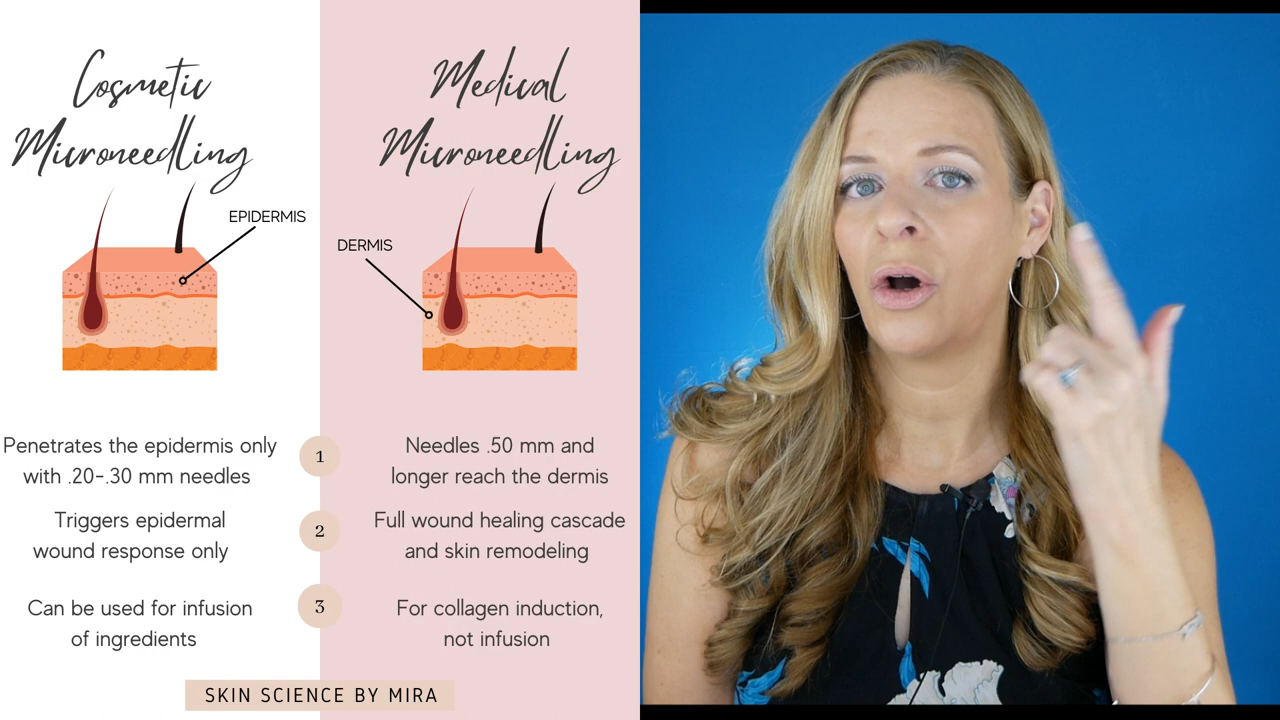 Cosmetic
Microneedling
EPIDERMIS
Penetrates the epidermis only
with .20-.30 mm needles
Triggers epidermal
wound response only
Can be used for infusion
of ingredients
1
2
3
Medical
Microneedling
DERMIS
Needles .50 mm and
longer reach the dermis
Full wound healing cascade
and skin remodeling
For collagen induction,
not infusion
SKIN SCIENCE BY MIRA